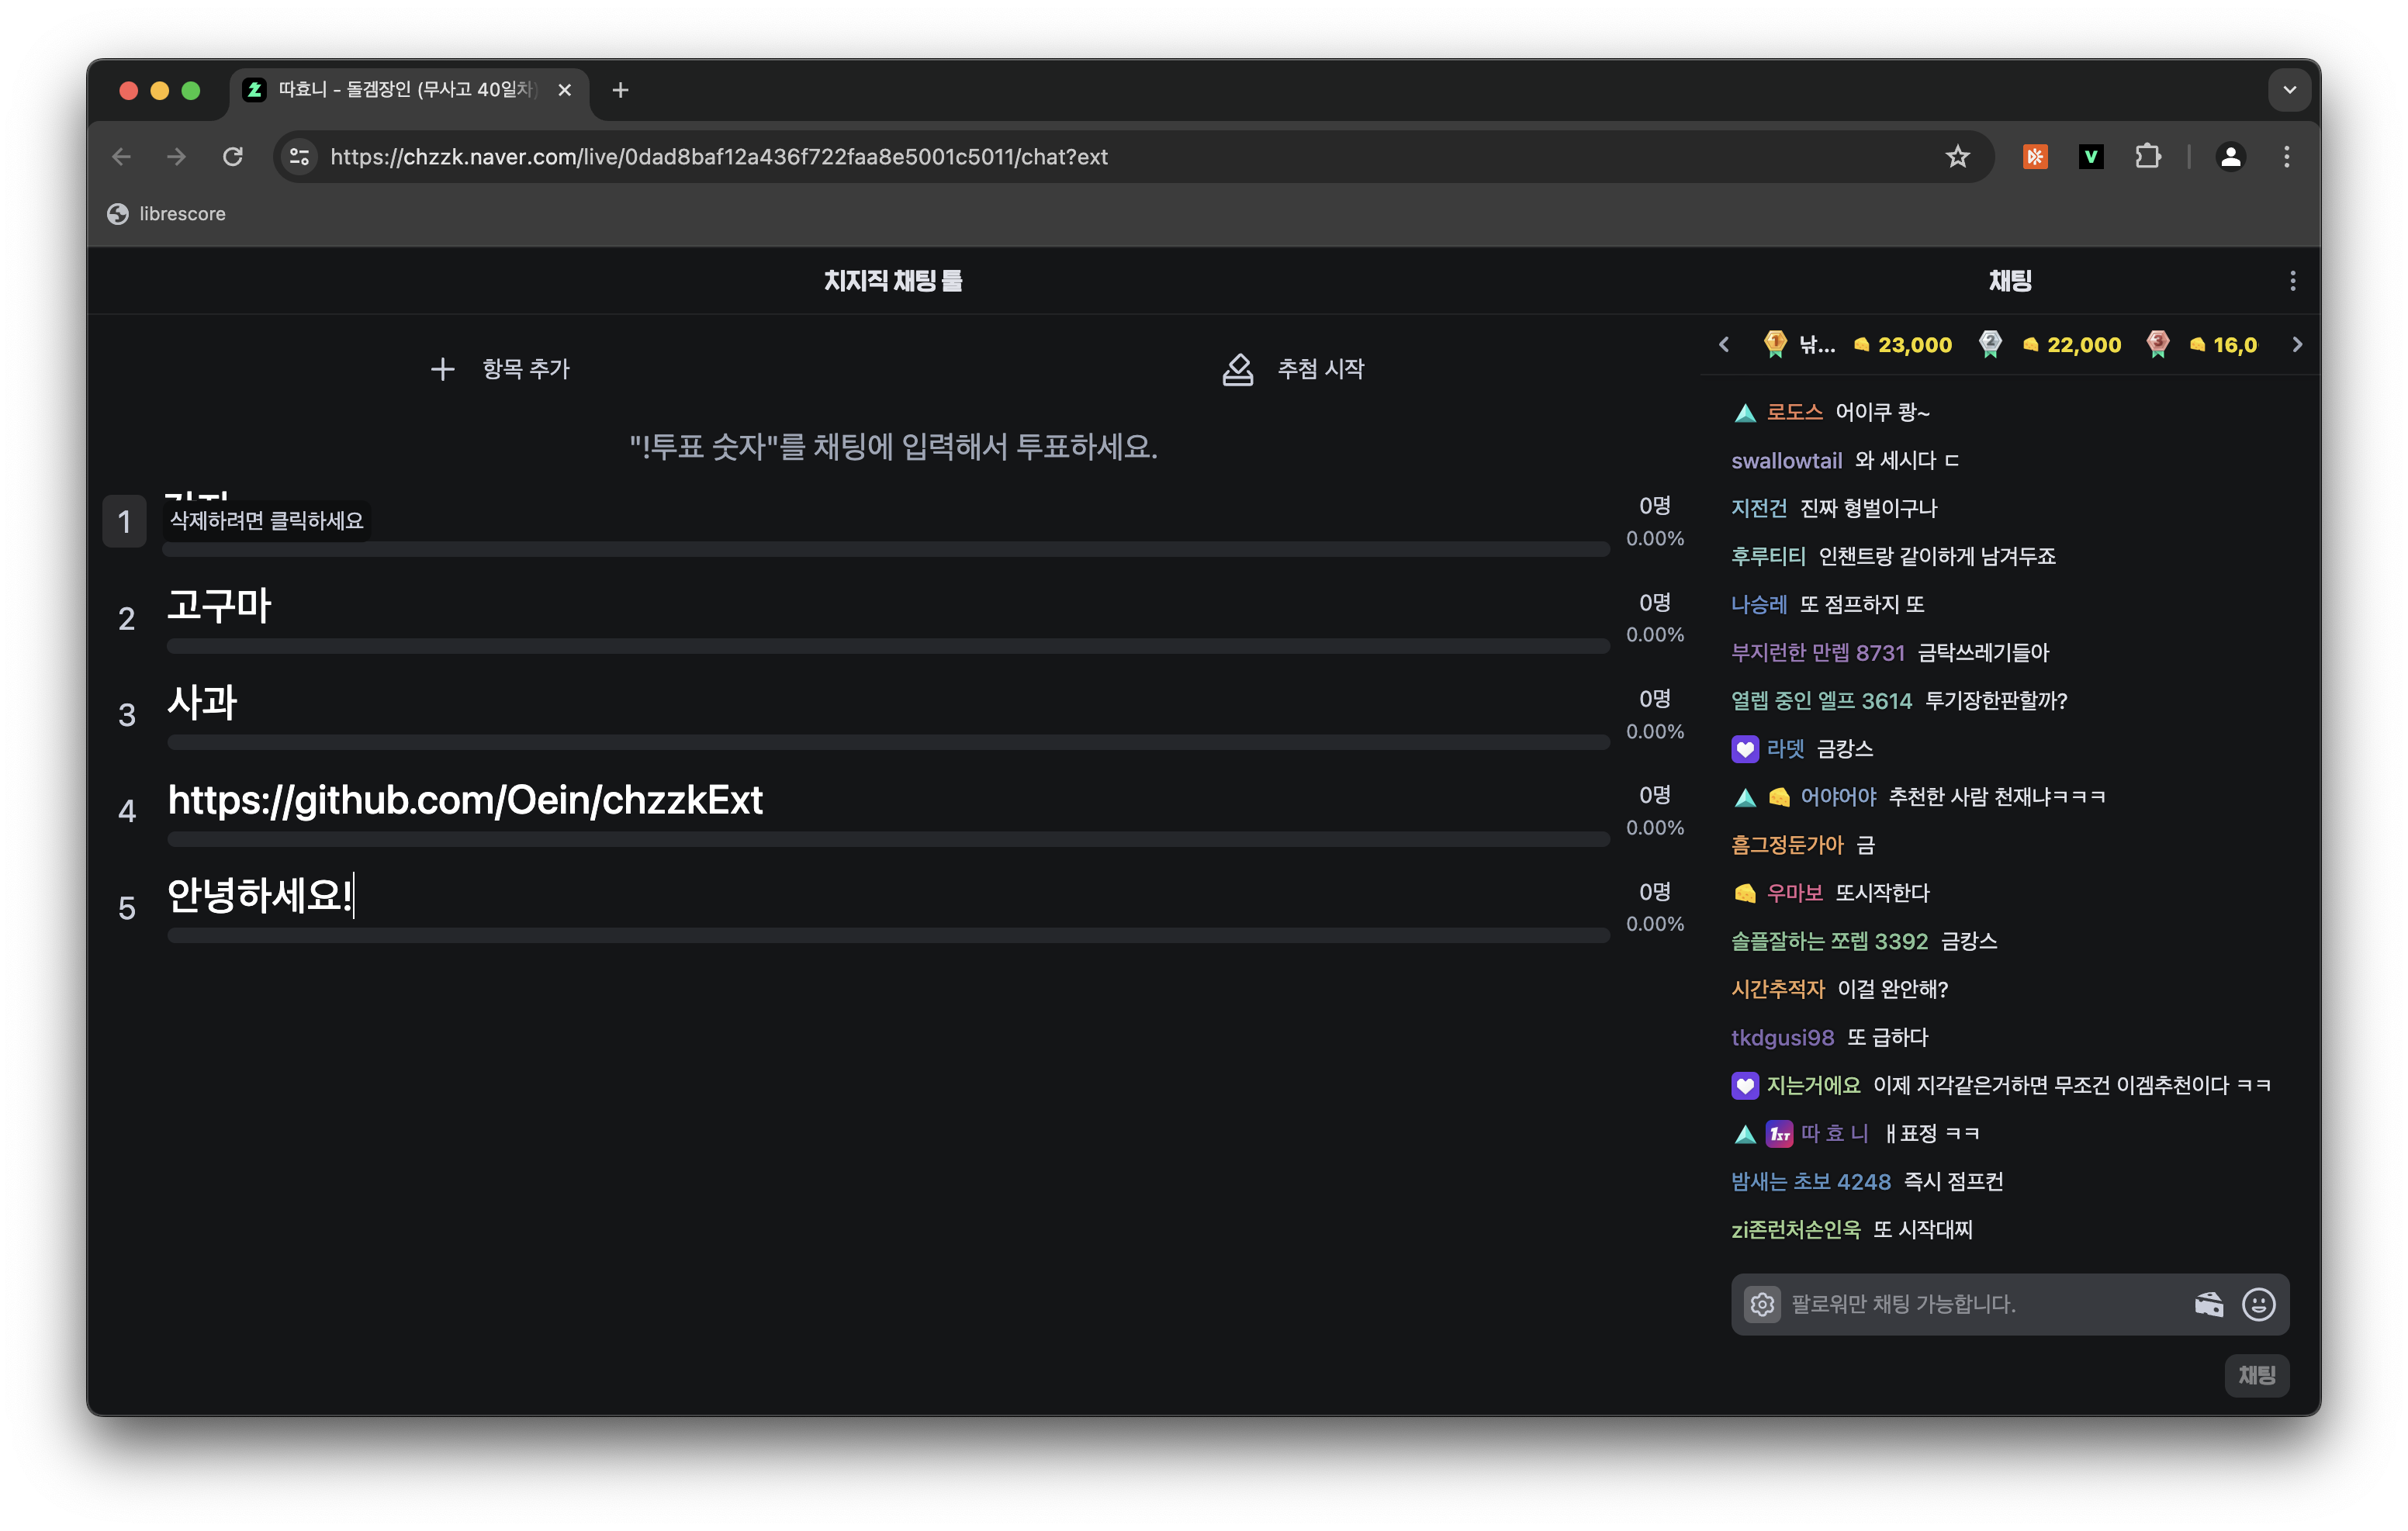 따효니 - 돌겜장인 (무사고 40일차)
https://chzzk.naver.com/live/0dad8baf12a436f722faa8e5001c5011/chat?ext
librescore
치지직 채팅 툴
항목 추가
추첨 시작
"!투표 숫자"를 채팅에 입력해서 투표하세요.
1 삭제하려면 클릭하세요
0명
0.00%
2 고구마
0명
0.00%
3 사과
0명
0.00%
4 https://github.com/Oein/chzzkExt
0명
0.00%
5 안녕하세요!
0명
0.00%
채팅
1 낚... 23,000 2 22,000 3 16,0
로도스 어이쿠 쾅~
swallowtail 와 세시다 ㄷ
지전건 진짜 형벌이구나
후루티티 인챈트랑 같이하게 남겨두죠
나승레 또 점프하지 또
부지런한 만렙 8731 금탁쓰레기들아
열렙 중인 엘프 3614 투기장한판할까?
라뎃 금캉스
어야어야 추천한 사람 천재냐ㅋㅋㅋ
흠그정둔가아 금
우마보 또시작한다
솔플잘하는 쪼렙 3392 금캉스
시간추적자 이걸 완안해?
tkdgusi98 또 급하다
지는거에요 이제 지각같은거하면 무조건 이겜추천이다 ㅋㅋ
1ST 따 효 니 ㅐ표정 ㅋㅋ
밤새는 초보 4248 즉시 점프컨
zi존런처손인욱 또 시작대찌
팔로워만 채팅 가능합니다.
채팅